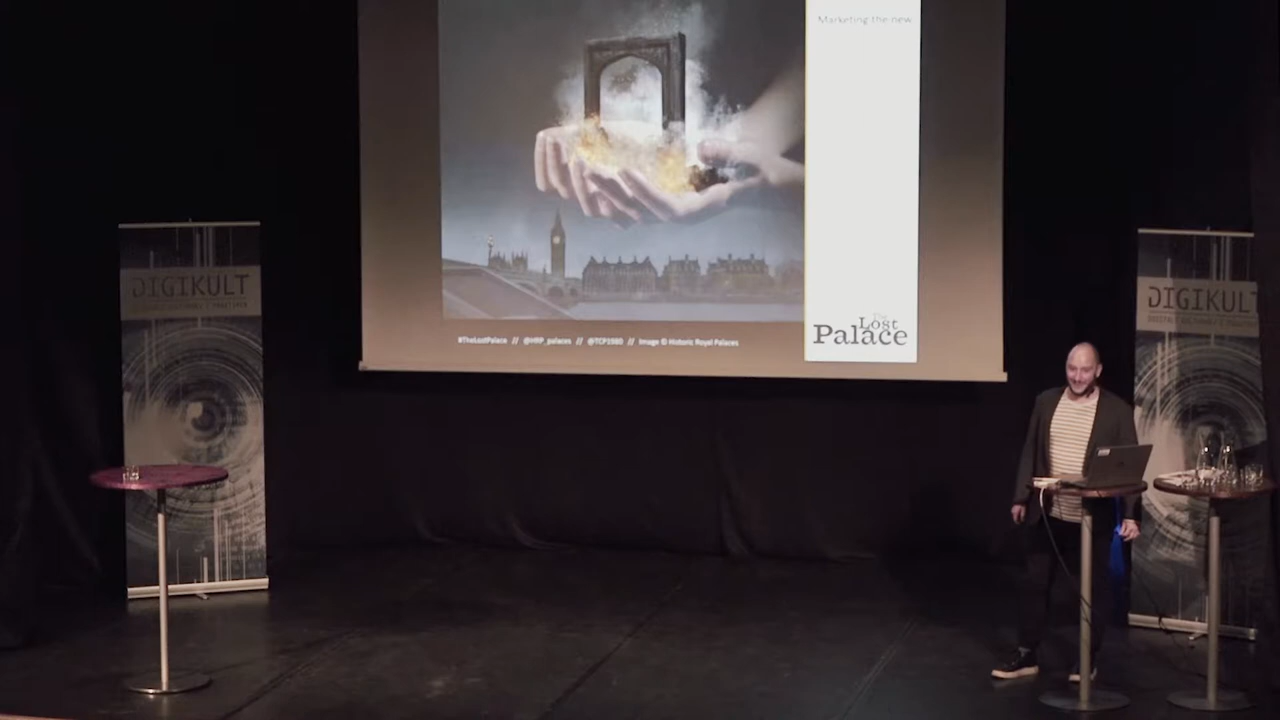 Marketing the new
The
Lost
Palace
#TheLostPalace // @HRP_palaces // @TCP1980 // Image © Historic Royal Palaces
DIGIKULT
DIGIKULT